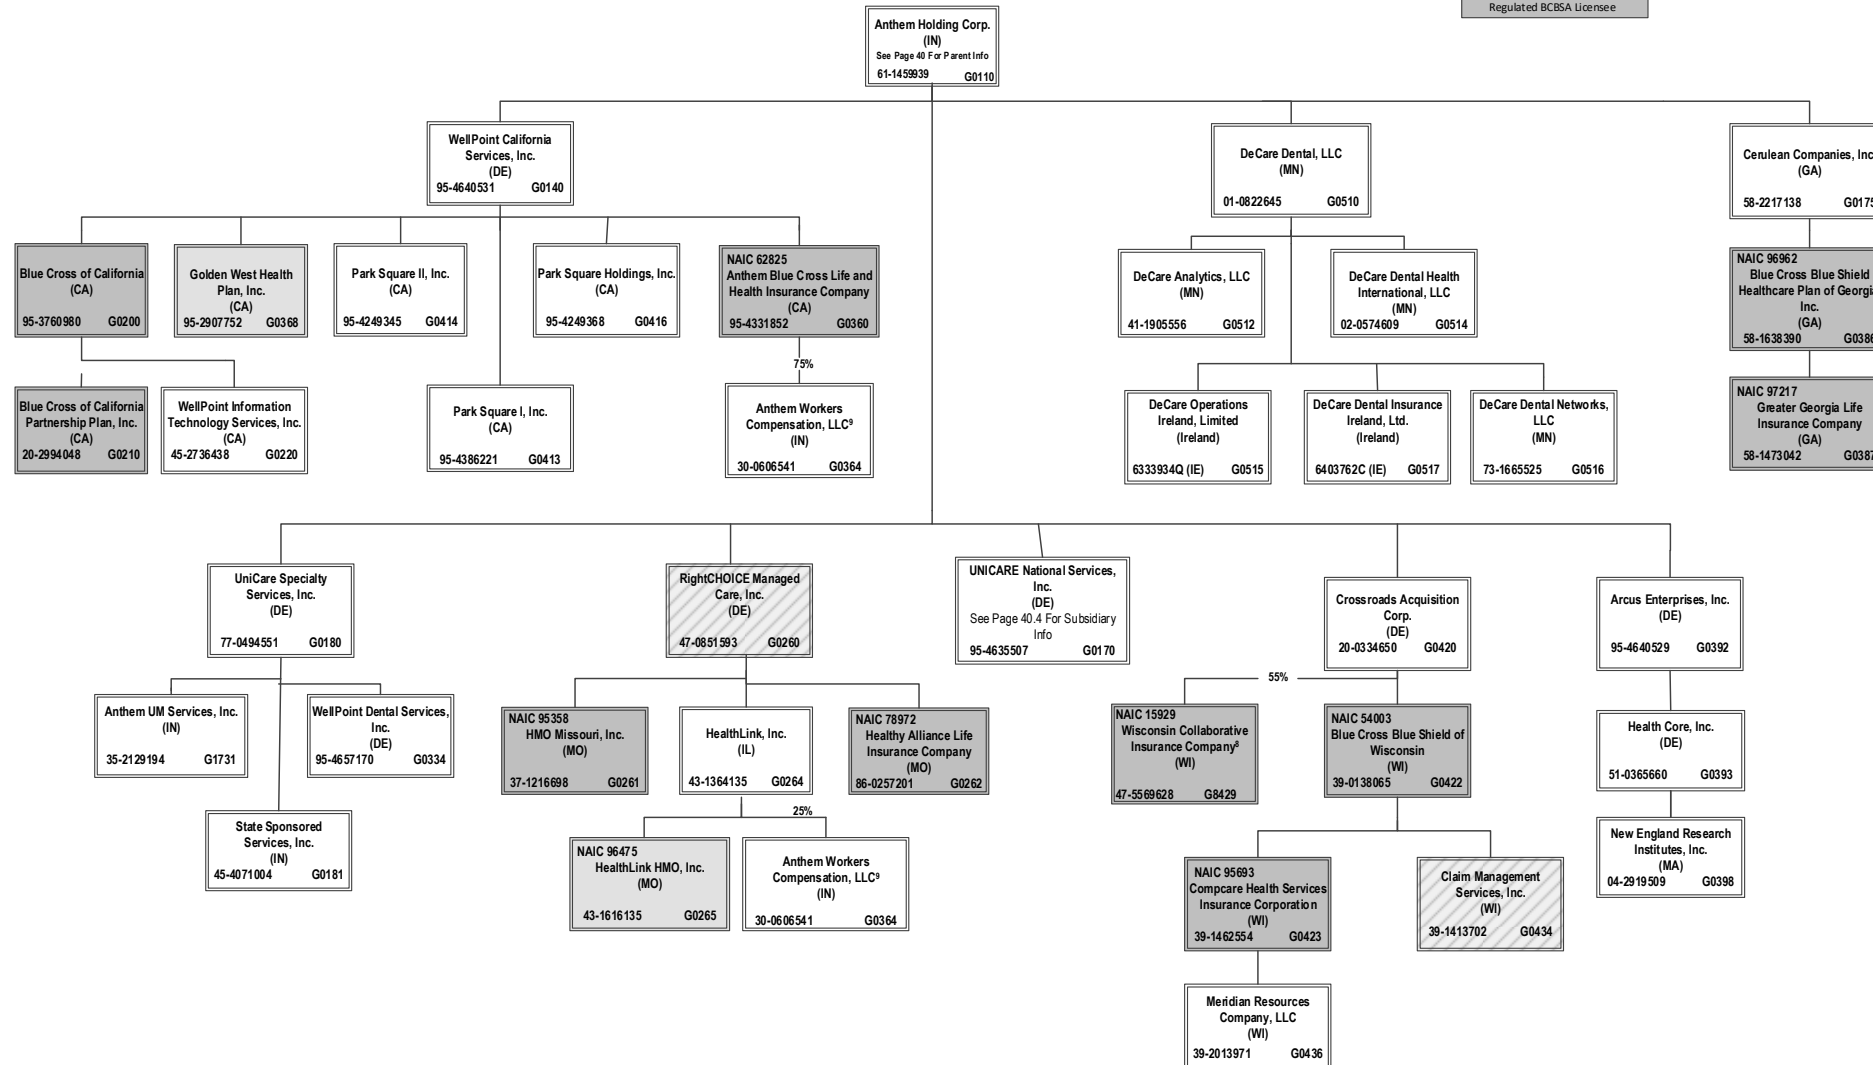 Regulated BCBSA Licensee
Anthem Holding Corp.
(IN)
See Page 40 For Parent Info
61-1459939 G0110
WellPoint California
Services, Inc.
(DE)
95-4640531 G0140
DeCare Dental, LLC
(MN)
01-0822645 G0510
Cerulean Companies, Inc
(GA)
58-2217138 G0175
Blue Cross of California
(CA)
95-3760980 G0200
Golden West Health
Plan, Inc.
(CA)
95-2907752 G0368
Park Square II, Inc.
(CA)
95-4249345 G0414
Park Square Holdings, Inc.
(CA)
95-4249368 G0416
NAIC 62825
Anthem Blue Cross Life and
Health Insurance Company
(CA)
95-4331852 G0360
DeCare Analytics, LLC
(MN)
41-1905556 G0512
DeCare Dental Health
International, LLC
(MN)
02-0574609 G0514
NAIC 96962
Blue Cross Blue Shield
Healthcare Plan of Georgia
Inc.
(GA)
58-1638390 G0386
75%
Blue Cross of California
Partnership Plan, Inc.
(CA)
20-2994048 G0210
WellPoint Information
Technology Services, Inc.
(CA)
45-2736438 G0220
Park Square I, Inc.
(CA)
95-4386221 G0413
Anthem Workers
Compensation, LLC⁹
(IN)
30-0606541 G0364
DeCare Operations
Ireland, Limited
(Ireland)
6333934Q (IE) G0515
DeCare Dental Insurance
Ireland, Ltd.
(Ireland)
6403762C (IE) G0517
DeCare Dental Networks,
LLC
(MN)
73-1665525 G0516
NAIC 97217
Greater Georgia Life
Insurance Company
(GA)
58-1473042 G0387
UniCare Specialty
Services, Inc.
(DE)
77-0494551 G0180
RightCHOICE Managed
Care, Inc.
(DE)
47-0851593 G0260
UNICARE National Services,
Inc.
(DE)
See Page 40.4 For Subsidiary
Info
95-4635507 G0170
Crossroads Acquisition
Corp.
(DE)
20-0334650 G0420
Arcus Enterprises, Inc.
(DE)
95-4640529 G0392
55%
Anthem UM Services, Inc.
(IN)
35-2129194 G1731
WellPoint Dental Services,
Inc.
(DE)
95-4657170 G0334
NAIC 95358
HMO Missouri, Inc.
(MO)
37-1216698 G0261
HealthLink, Inc.
(IL)
43-1364135 G0264
NAIC 78972
Healthy Alliance Life
Insurance Company
(MO)
86-0257201 G0262
NAIC 15929
Wisconsin Collaborative
Insurance Company⁸
(WI)
47-5569628 G8429
NAIC 54003
Blue Cross Blue Shield of
Wisconsin
(WI)
39-0138065 G0422
Health Core, Inc.
(DE)
51-0365660 G0393
25%
State Sponsored
Services, Inc.
(IN)
45-4071004 G0181
NAIC 96475
HealthLink HMO, Inc.
(MO)
43-1616135 G0265
Anthem Workers
Compensation, LLC⁹
(IN)
30-0606541 G0364
NAIC 95693
Compcare Health Services
Insurance Corporation
(WI)
39-1462554 G0423
Claim Management
Services, Inc.
(WI)
39-1413702 G0434
New England Research
Institutes, Inc.
(MA)
04-2919509 G0398
Meridian Resources
Company, LLC
(WI)
39-2013971 G0436